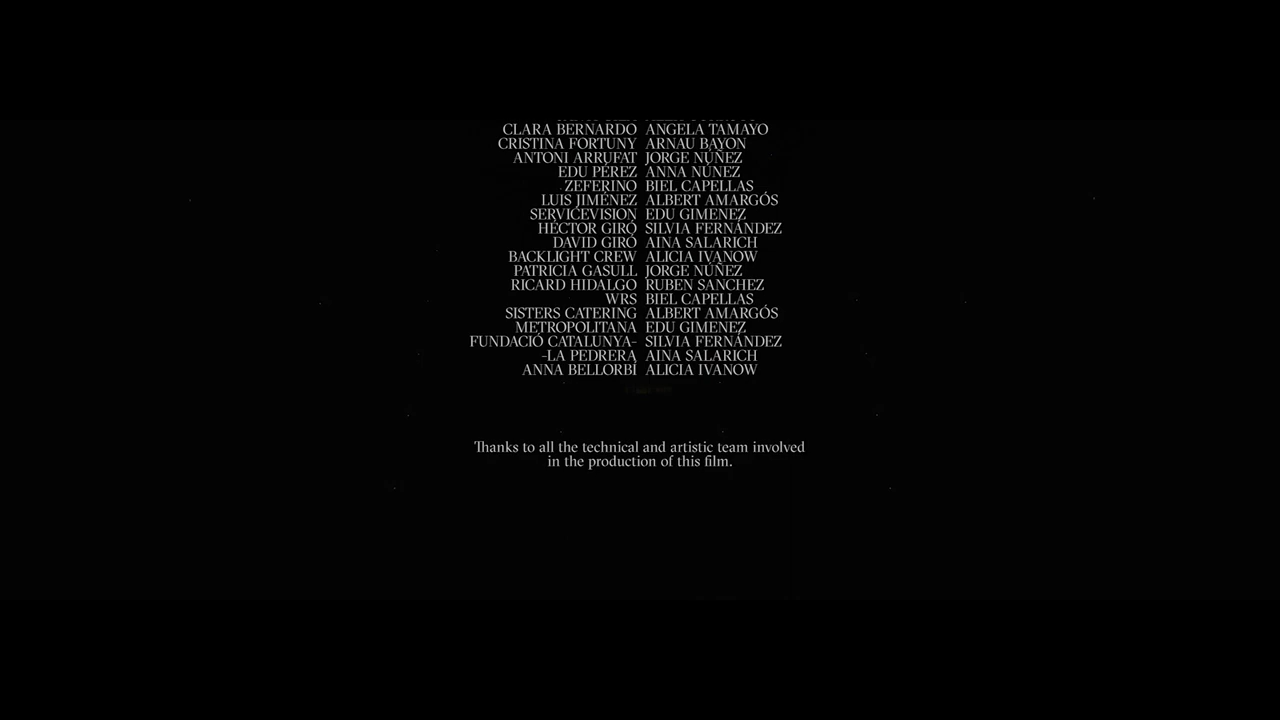 CLARA BERNARDO ANGELA TAMAYO
CRISTINA FORTUNY ARNAU BAYON
ANTONI ARRUFAT JORGE NÚÑEZ
EDU PÉREZ ANNA NÚNEZ
ZEFERINO BIEL CAPELLAS
LUIS JIMÉNEZ ALBERT AMARGÓS
SERVICEVISION EDU GIMENEZ
HÉCTOR GIRÓ SILVIA FERNÁNDEZ
DAVID GIRÓ AINA SALARICH
BACKLIGHT CREW ALICIA IVANOW
PATRICIA GASULL JORGE NÚÑEZ
RICARD HIDALGO RUBEN SANCHEZ
WRS BIEL CAPELLAS
SISTERS CATERING ALBERT AMARGÓS
METROPOLITANA EDU GIMENEZ
FUNDACIÓ CATALUNYA- SILVIA FERNÁNDEZ
-LA PEDRERA AINA SALARICH
ANNA BELLORBÍ ALICIA IVANOW
Thanks to all the technical and artistic team involved
in the production of this film.